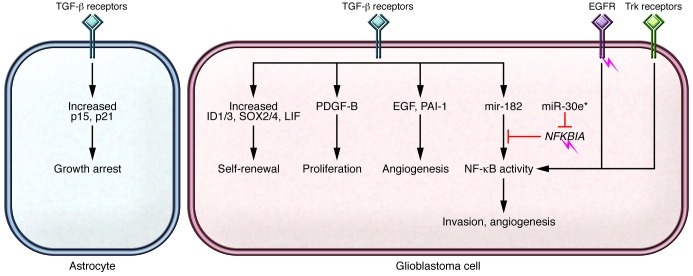 TGF-β receptors
TGF-β receptors
EGFR
Trk receptors
Increased
p15, p21
Growth arrest
Increased
ID1/3, SOX2/4, LIF
PDGF-B
EGF, PAI-1
mir-182
miR-30e*
NFKBIA
Self-renewal
Proliferation
Angiogenesis
NF-κB activity
Invasion, angiogenesis
Astrocyte
Glioblastoma cell